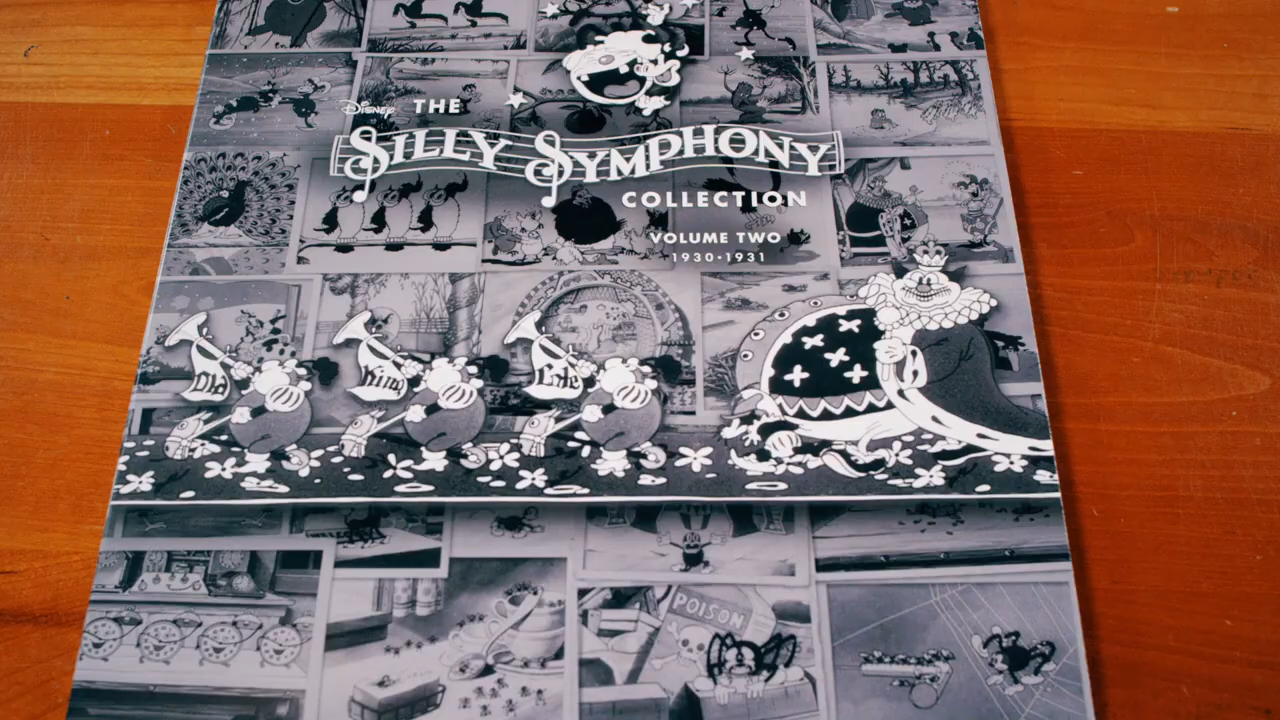 Disney THE
SILLY SYMPHONY
COLLECTION
VOLUME TWO
1930·1931
Old King Cole
POISON